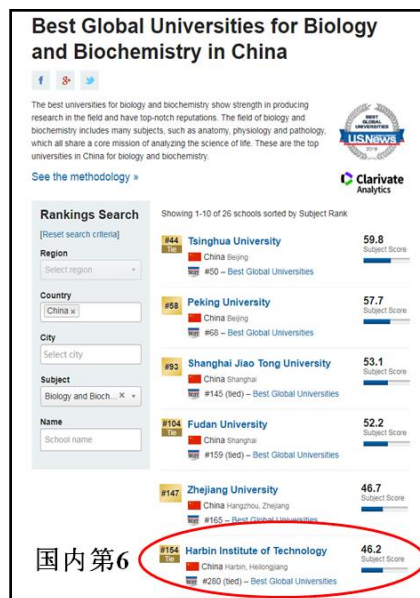 Best Global Universities for Biology
and Biochemistry in China
f g+
The best universities for biology and biochemistry show strength in producing
research in the field and have top-notch reputations. The field of biology and
biochemistry includes many subjects, such as anatomy, physiology and pathology,
which all share a core mission of analyzing the science of life. These are the top
universities in China for biology and biochemistry.
See the methodology »
BEST
GLOBAL
UNIVERSITIES
USNews
Clarivate
Analytics
Rankings Search
[Reset search criteria]
Region
Select region
Country
China x
City
Select city
Subject
Biology and Bioch... ×
Name
School name
Showing 1-10 of 26 schools sorted by Subject Rank
#44 Tie Tsinghua University 59.8
China Beijing Subject Score
#50 – Best Global Universities
#58 Peking University 57.7
China Beijing Subject Score
#68 – Best Global Universities
#93 Shanghai Jiao Tong University 53.1
China Shanghai Subject Score
#145 (tied) – Best Global Universities
#104 Tie Fudan University 52.2
China Shanghai Subject Score
#159 (tied) – Best Global Universities
#147 Zhejiang University 46.7
China Hangzhou, Zhejiang Subject Score
#165 – Best Global Universities
国内第6
#154 Tie Harbin Institute of Technology 46.2
China Harbin, Heilongjiang Subject Score
#280 (tied) – Best Global Universities